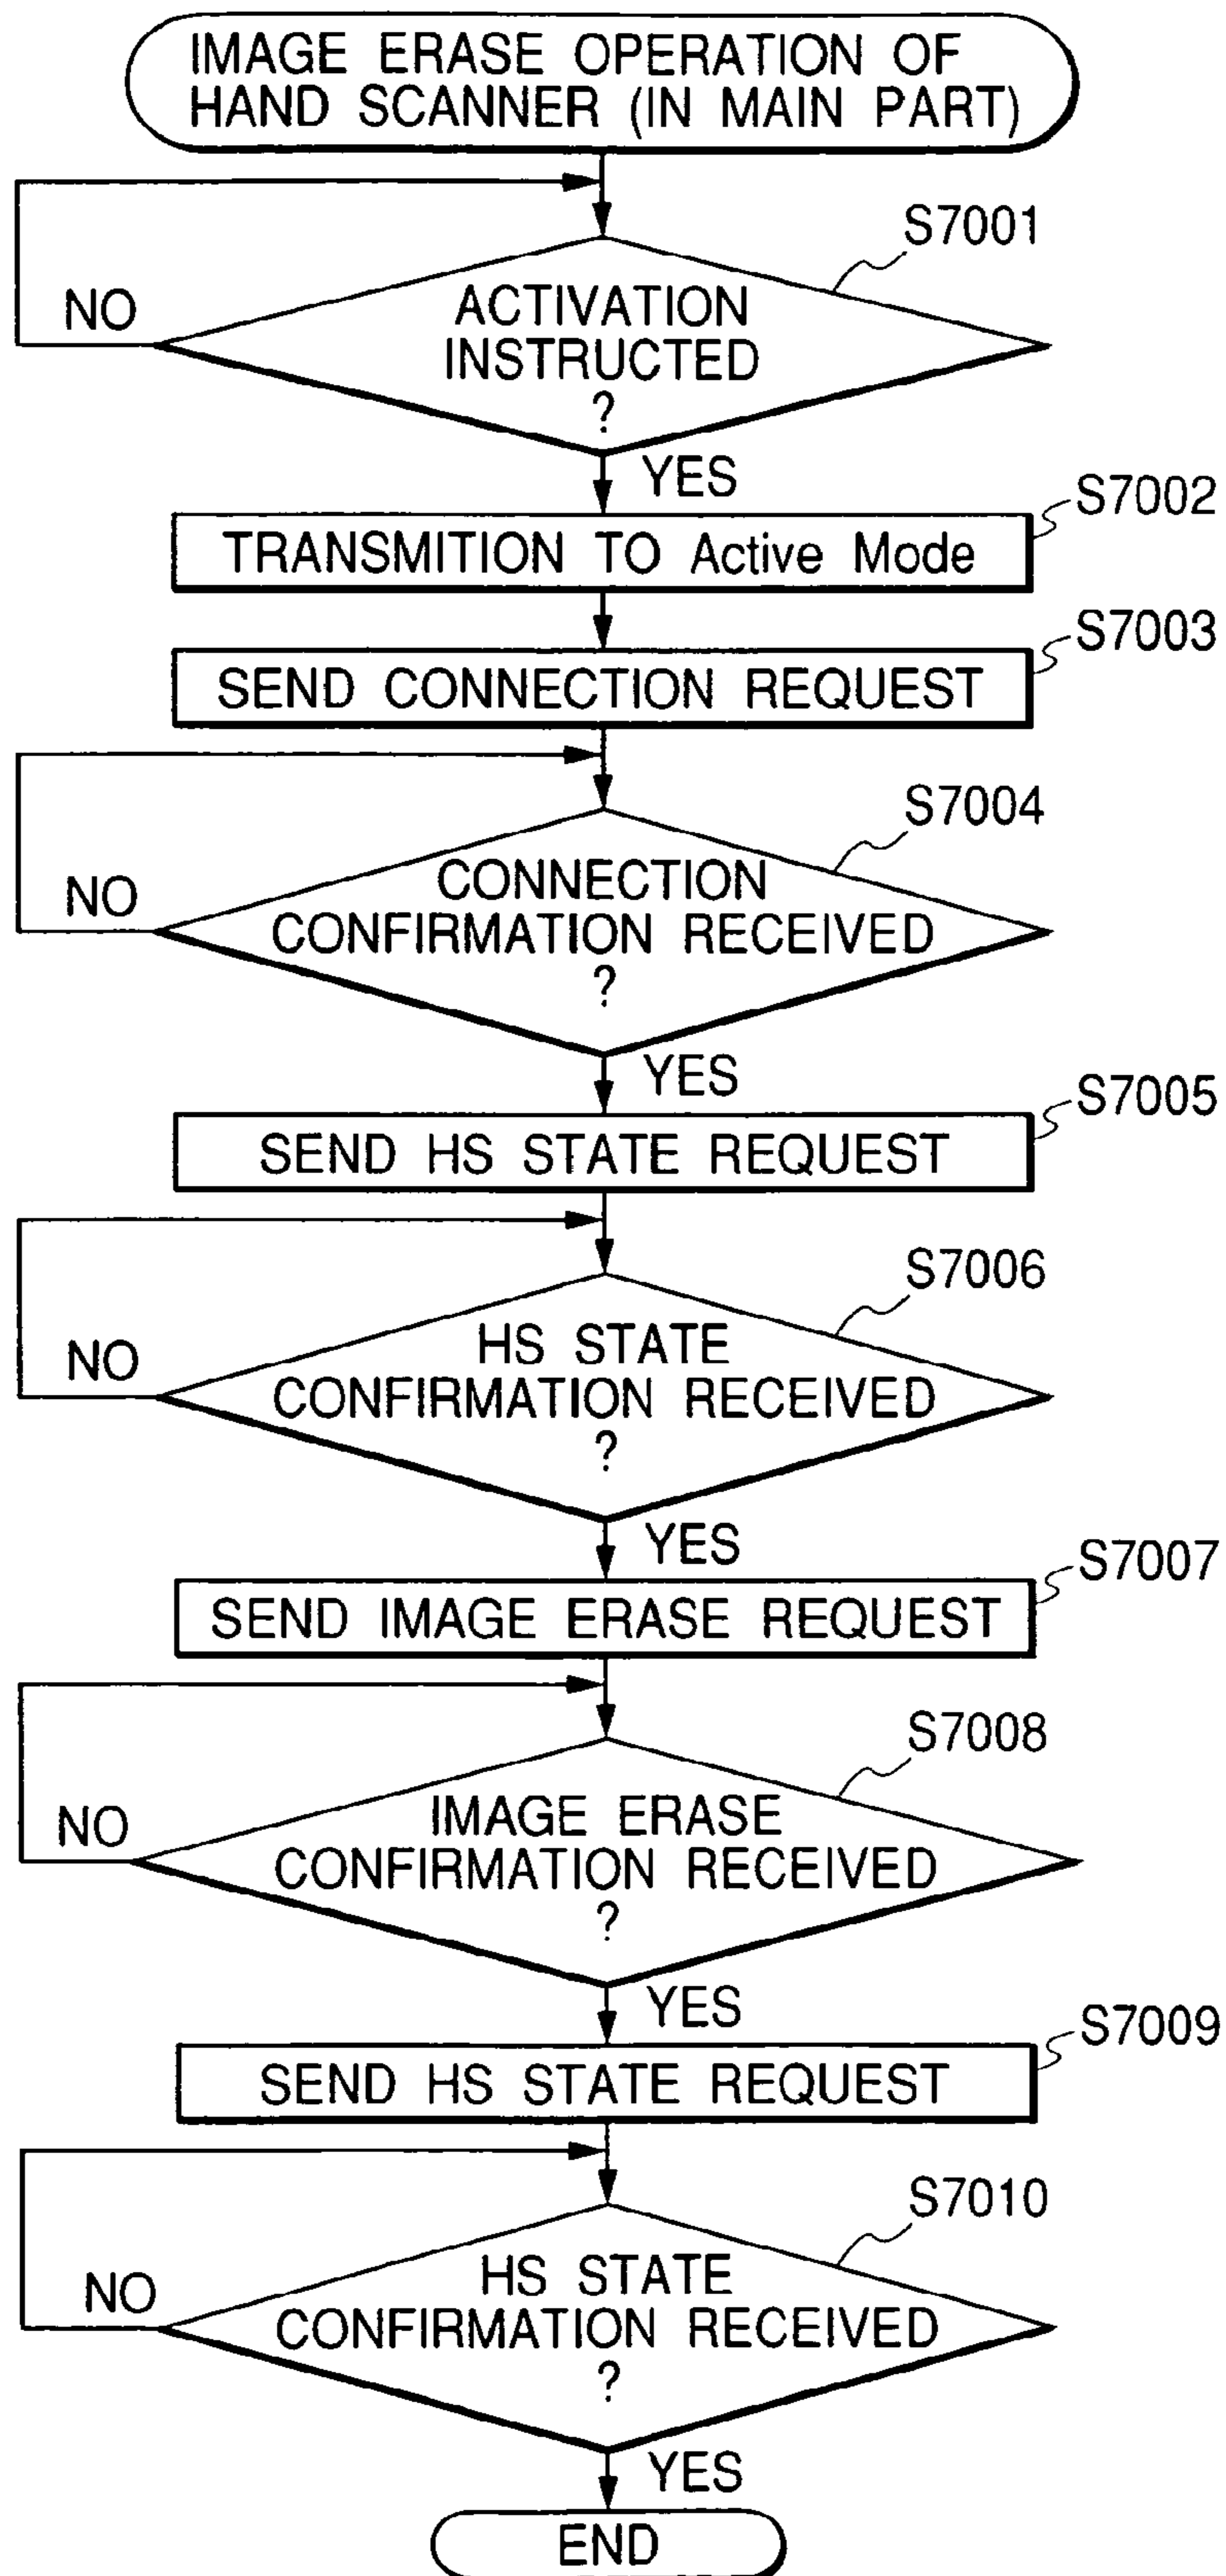 IMAGE ERASE OPERATION OF
HAND SCANNER (IN MAIN PART)
S7001
ACTIVATION
INSTRUCTED
?
NO
YES
S7002
TRANSMITION TO Active Mode
S7003
SEND CONNECTION REQUEST
S7004
CONNECTION
CONFIRMATION RECEIVED
?
NO
YES
S7005
SEND HS STATE REQUEST
S7006
HS STATE
CONFIRMATION RECEIVED
?
NO
YES
S7007
SEND IMAGE ERASE REQUEST
S7008
IMAGE ERASE
CONFIRMATION RECEIVED
?
NO
YES
S7009
SEND HS STATE REQUEST
S7010
HS STATE
CONFIRMATION RECEIVED
?
NO
YES
END